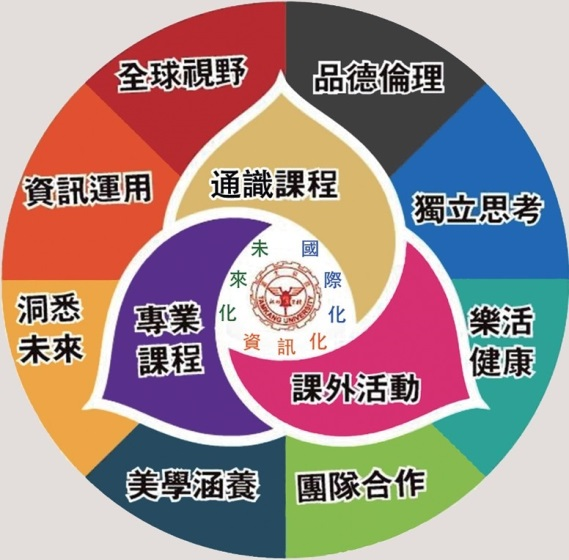 全球視野
品德倫理
資訊運用
通識課程
獨立思考
洞悉
未來
專業
課程
未來化
國際化
資訊化
TAMKANG UNIVERSITY
課外活動
樂活
健康
美學涵養
團隊合作